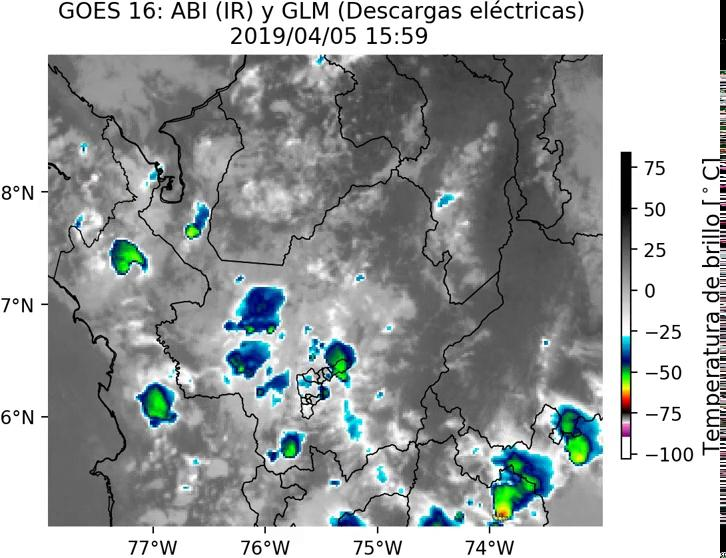 GOES 16: ABI (IR) y GLM (Descargas eléctricas)
2019/04/05 15:59
8°N
7°N
6°N
77°W
76°W
75°W
74°W
75
50
25
0
−25
−50
−75
−100
Temperatura de brillo [°C]